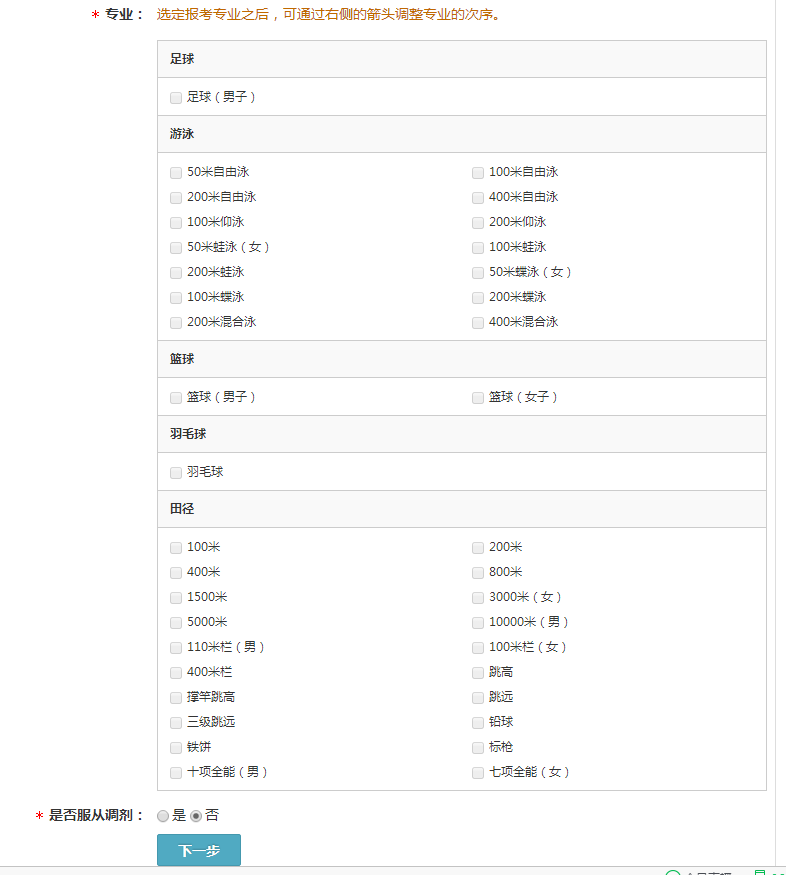 * 专业： 选定报考专业之后，可通过右侧的箭头调整专业的次序。
足球
足球（男子）
游泳
50米自由泳 100米自由泳
200米自由泳 400米自由泳
100米仰泳 200米仰泳
50米蛙泳（女） 100米蛙泳
200米蛙泳 50米蝶泳（女）
100米蝶泳 200米蝶泳
200米混合泳 400米混合泳
篮球
篮球（男子） 篮球（女子）
羽毛球
羽毛球
田径
100米 200米
400米 800米
1500米 3000米（女）
5000米 10000米（男）
110米栏（男） 100米栏（女）
400米栏 跳高
撑竿跳高 跳远
三级跳远 铅球
铁饼 标枪
十项全能（男） 七项全能（女）
* 是否服从调剂： 是 否
下一步